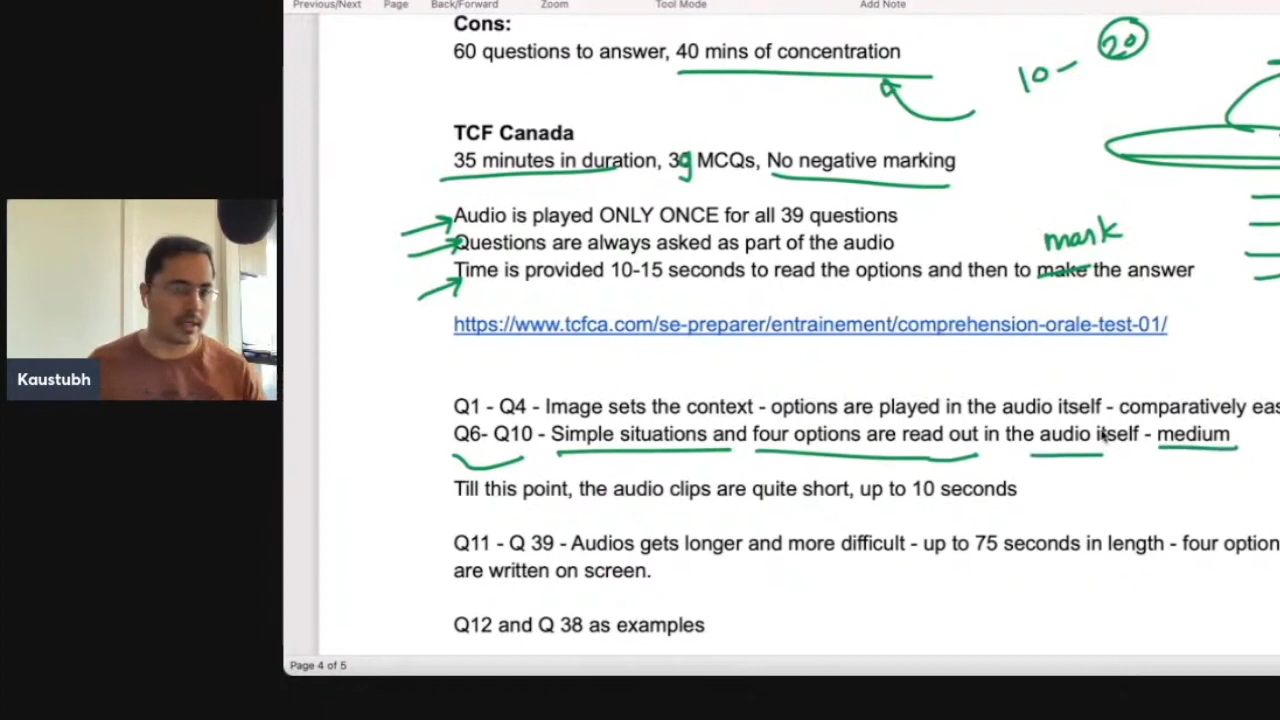 Previous/Next Page Back/Forward Zoom Tool Mode Add Note
Cons:
60 questions to answer, 40 mins of concentration
10 - 20
TCF Canada
35 minutes in duration, 39 MCQs, No negative marking
Audio is played ONLY ONCE for all 39 questions
Questions are always asked as part of the audio
mark
Time is provided 10-15 seconds to read the options and then to make the answer
https://www.tcfca.com/se-preparer/entrainement/comprehension-orale-test-01/
Kaustubh
Q1 - Q4 - Image sets the context - options are played in the audio itself - comparatively eas
Q6- Q10 - Simple situations and four options are read out in the audio itself - medium
Till this point, the audio clips are quite short, up to 10 seconds
Q11 - Q 39 - Audios gets longer and more difficult - up to 75 seconds in length - four option
are written on screen.
Q12 and Q 38 as examples
Page 4 of 5